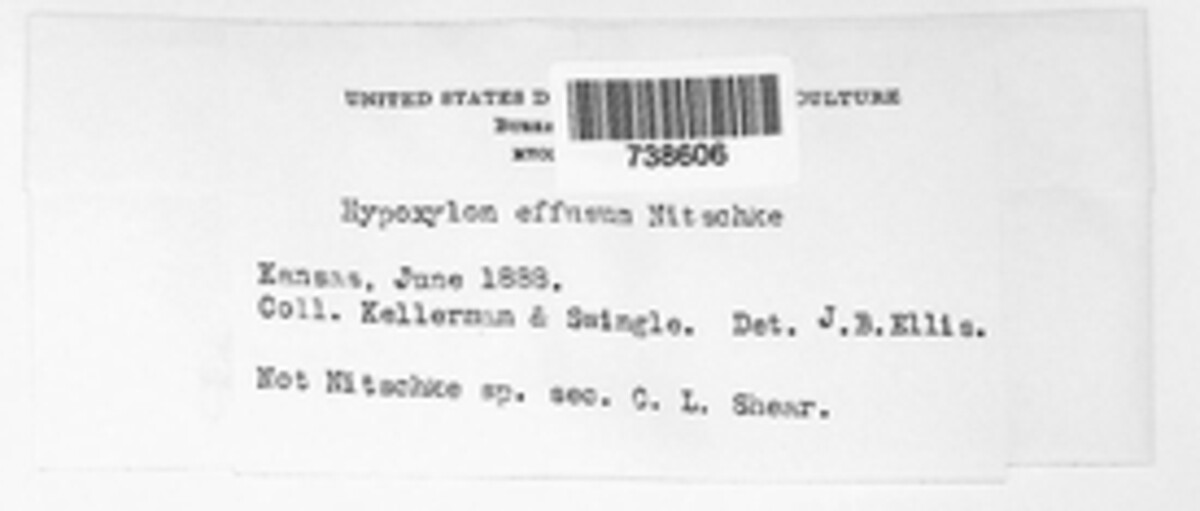 UNITED STATES D CULTURE
738606
Hypoxylon effusum Nitschke
Kansas, June 1888.
Coll. Kellerman & Swingle. Det. J.B.Ellis.
Not Nitschke sp. sec. C. L. Shear.